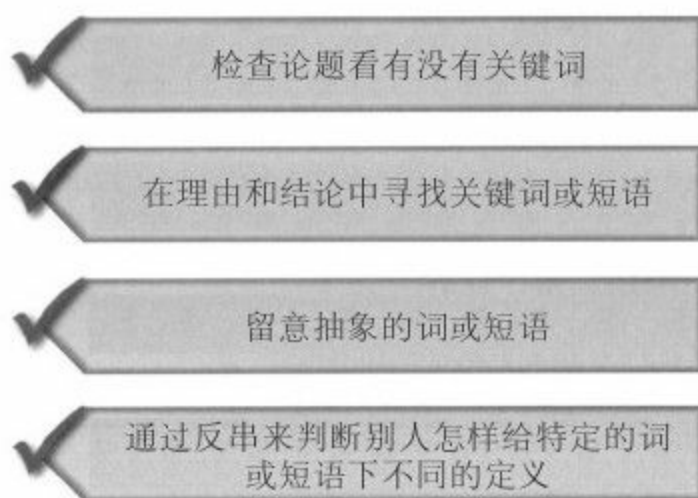 检查论题看有没有关键词
在理由和结论中寻找关键词或短语
留意抽象的词或短语
通过反串来判断别人怎样给特定的词
或短语下不同的定义